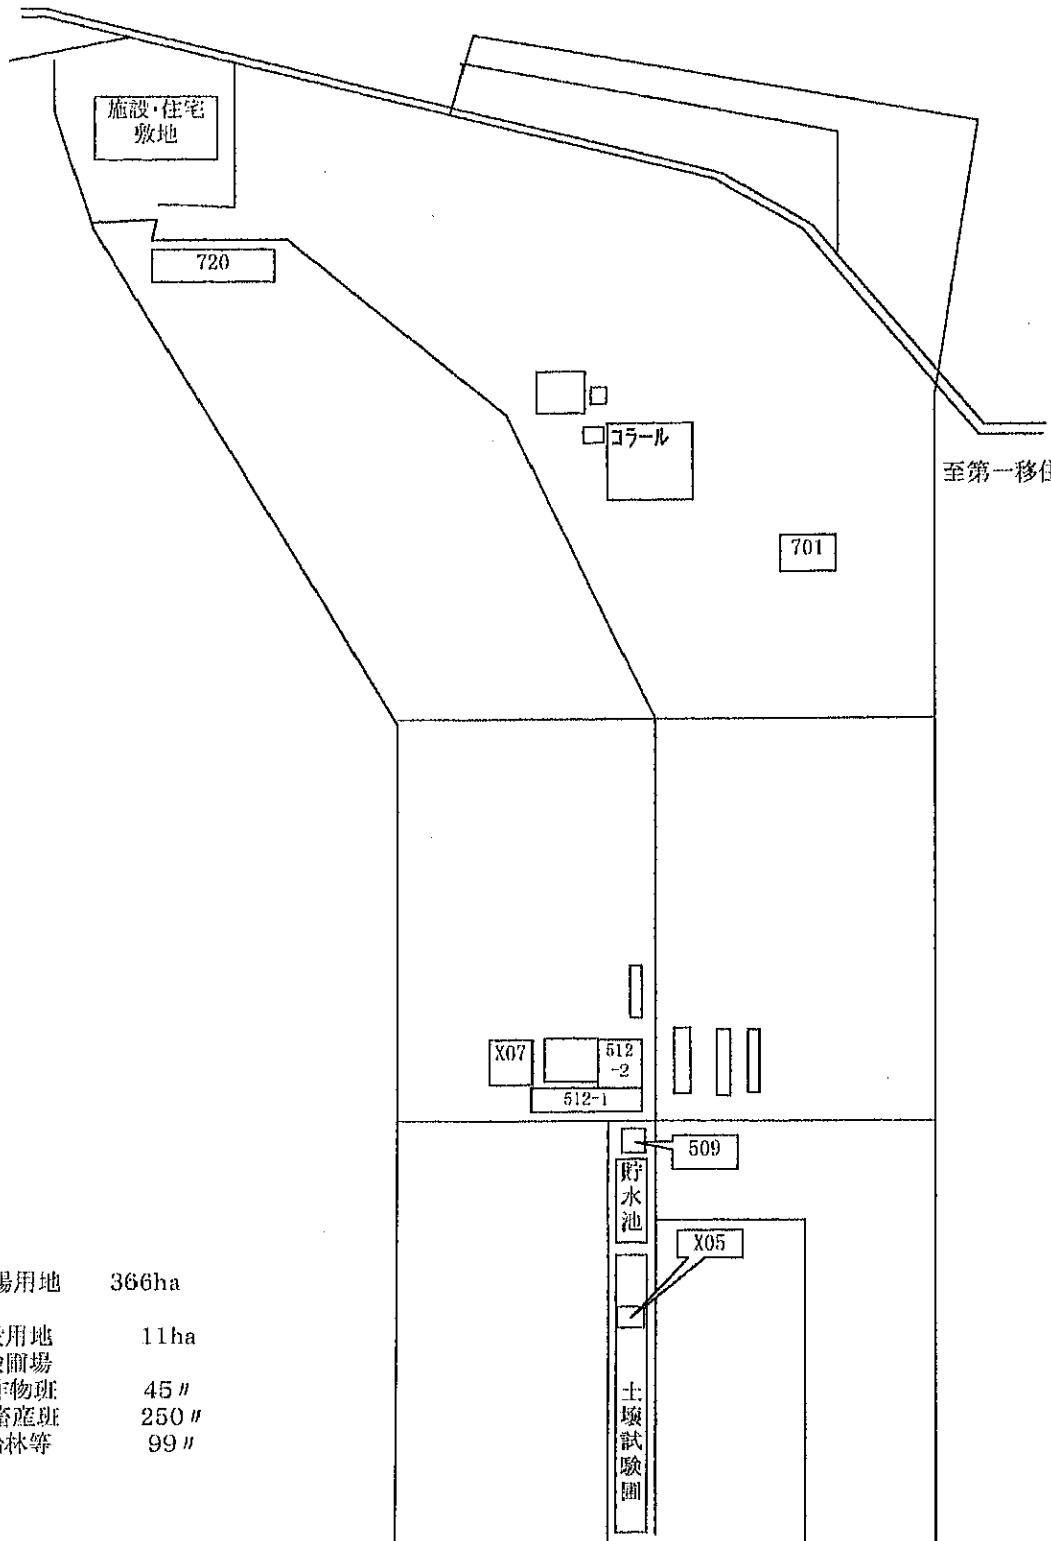 施設・住宅
敷地
720
コラール
至第一移住
701
X07
512
-2
512-1
509
貯水池
X05
土壌試験圃
場用地 366ha
用地 11ha
圃場
作物班 45〃
畜産班 250〃
林等 99〃